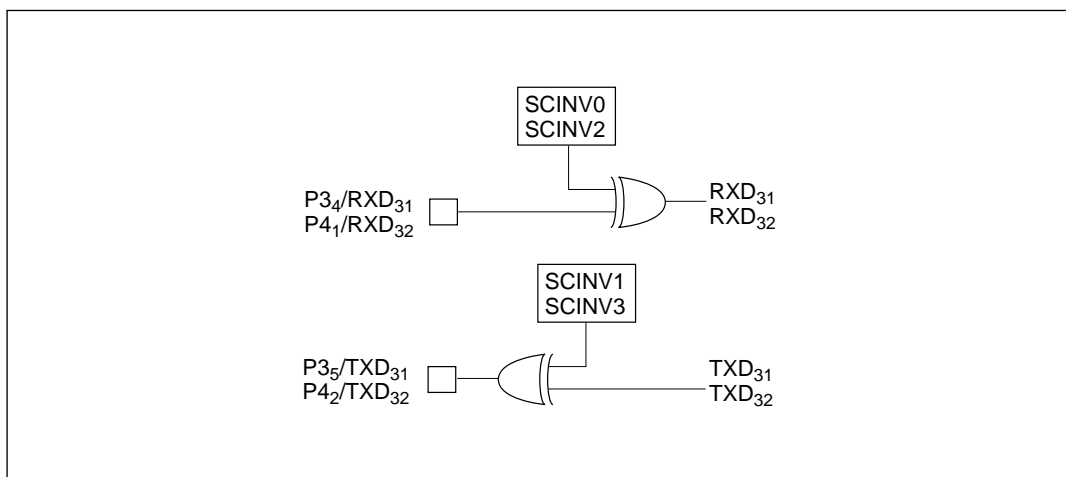 SCINV0
SCINV2
P3₄/RXD₃₁
P4₁/RXD₃₂
RXD₃₁
RXD₃₂
SCINV1
SCINV3
P3₅/TXD₃₁
P4₂/TXD₃₂
TXD₃₁
TXD₃₂